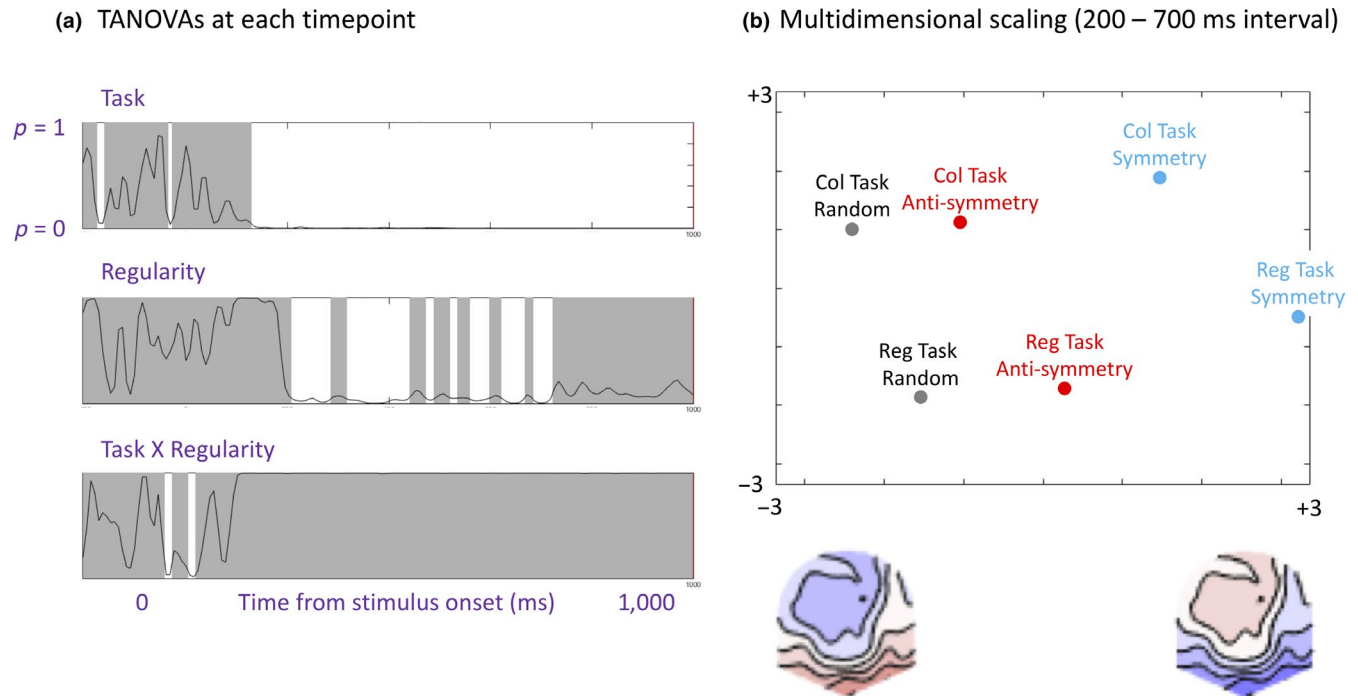 (a) TANOVAs at each timepoint
Task
p = 1
p = 0
1000
Regularity
1000
Task X Regularity
1000
0 Time from stimulus onset (ms) 1,000
(b) Multidimensional scaling (200 – 700 ms interval)
+3
Col Task
Symmetry
Col Task
Random
Col Task
Anti-symmetry
Reg Task
Symmetry
Reg Task
Random
Reg Task
Anti-symmetry
−3
−3
+3